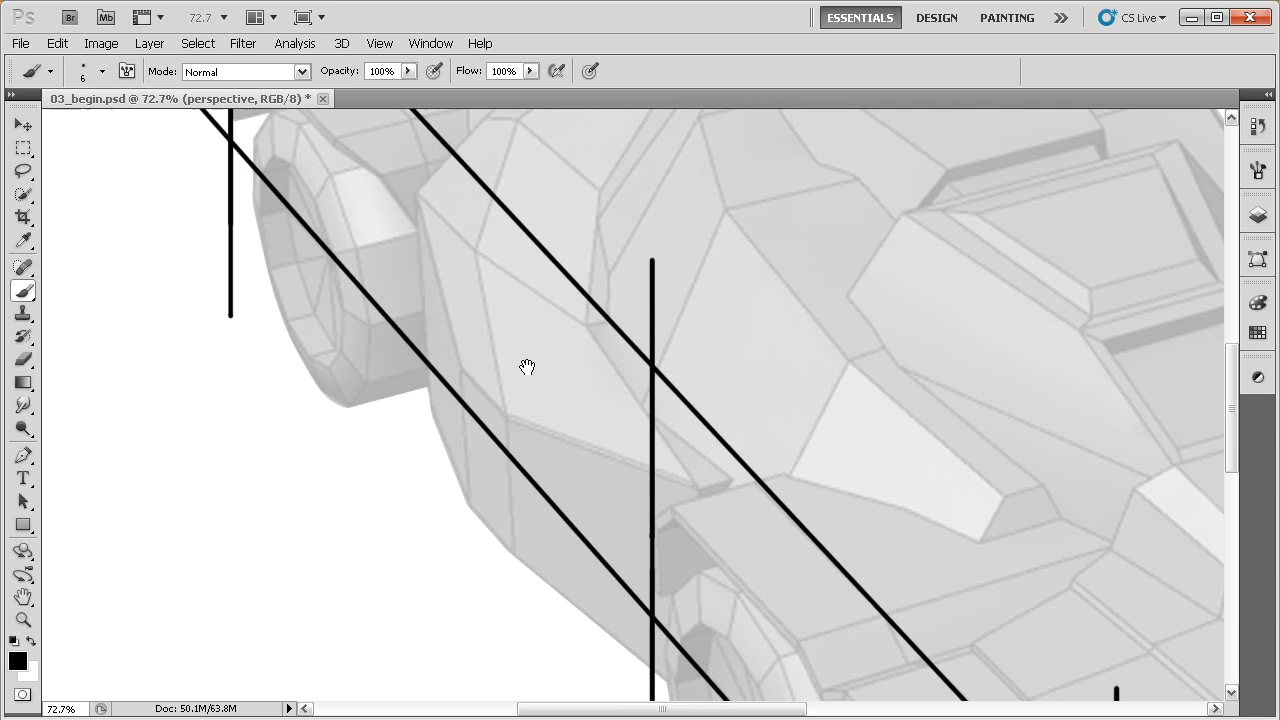 Ps Br Mb 72.7 ESSENTIALS DESIGN PAINTING CS Live
File Edit Image Layer Select Filter Analysis 3D View Window Help
6 Mode: Normal Opacity: 100% Flow: 100%
03_begin.psd @ 72.7% (perspective, RGB/8) *
T
72.7% Doc: 50.1M/63.8M